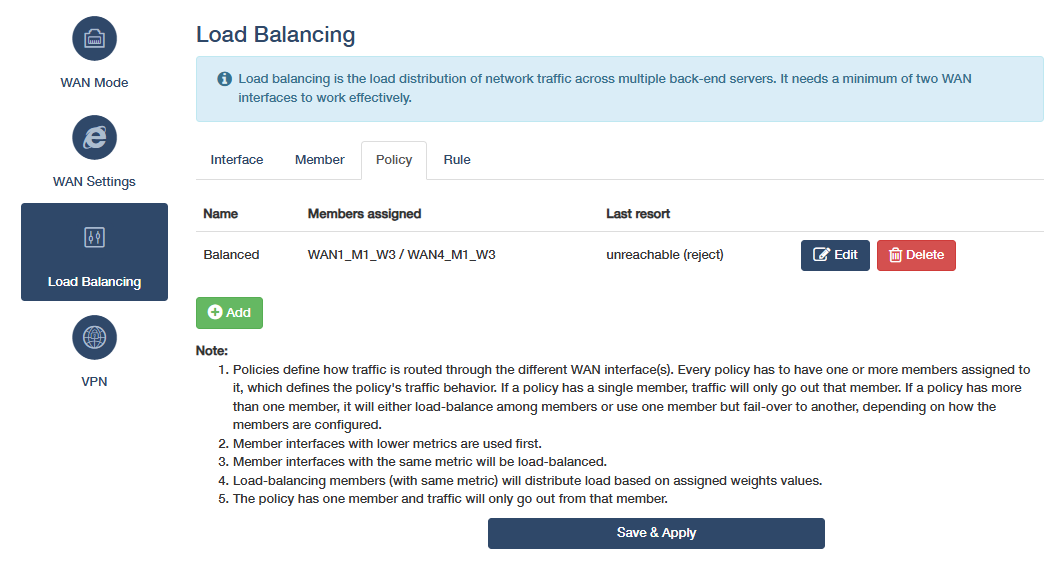 WAN Mode
WAN Settings
Load Balancing
VPN
Load Balancing
Load balancing is the load distribution of network traffic across multiple back-end servers. It needs a minimum of two WAN
interfaces to work effectively.
Interface Member Policy Rule
Name Members assigned Last resort
Balanced WAN1_M1_W3 / WAN4_M1_W3 unreachable (reject) Edit Delete
Add
Note:
1. Policies define how traffic is routed through the different WAN interface(s). Every policy has to have one or more members assigned to
it, which defines the policy's traffic behavior. If a policy has a single member, traffic will only go out that member. If a policy has more
than one member, it will either load-balance among members or use one member but fail-over to another, depending on how the
members are configured.
2. Member interfaces with lower metrics are used first.
3. Member interfaces with the same metric will be load-balanced.
4. Load-balancing members (with same metric) will distribute load based on assigned weights values.
5. The policy has one member and traffic will only go out from that member.
Save & Apply